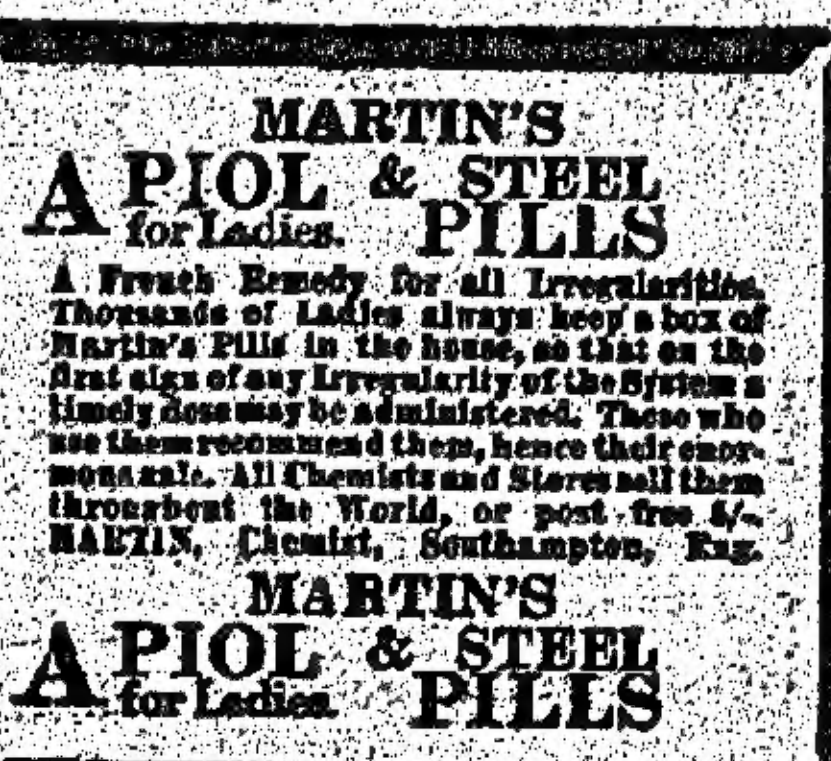 MARTIN'S
APIOL & STEEL
for Ladies. PILLS
A French Remedy for all Irregularities.
Thousands of Ladies always keep a box of
Martin's Pills in the house, so that on the
first sign of any Irregularity of the System a
timely dose may be administered. Those who
use them recommend them, hence their enor-
mous sale. All Chemists and Stores sell them
throughout the World, or post free
MARTIN, Chemist, Southampton, Eng.
MARTIN'S
APIOL & STEEL
for Ladies. PILLS